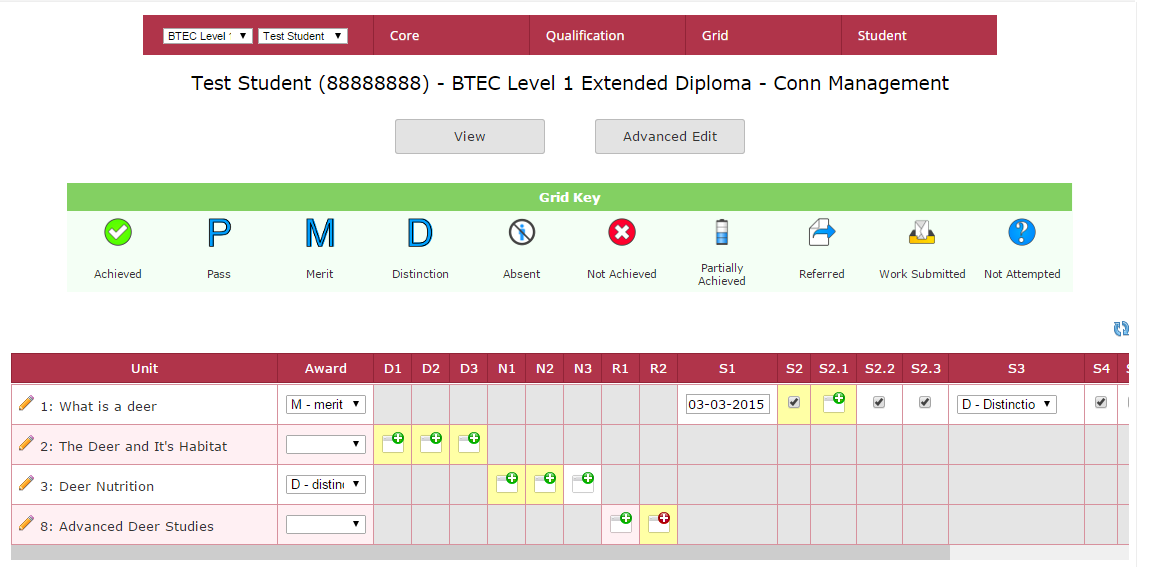 BTEC Level Test Student Core Qualification Grid Student
Test Student (88888888) - BTEC Level 1 Extended Diploma - Conn Management
View Advanced Edit
Grid Key
P M D ?
Achieved Pass Merit Distinction Absent Not Achieved Partially Achieved Referred Work Submitted Not Attempted
Unit Award D1 D2 D3 N1 N2 N3 R1 R2 S1 S2 S2.1 S2.2 S2.3 S3 S4
1: What is a deer M - merit 03-03-2015 D - Distinctio
2: The Deer and It's Habitat
3: Deer Nutrition D - distin
8: Advanced Deer Studies